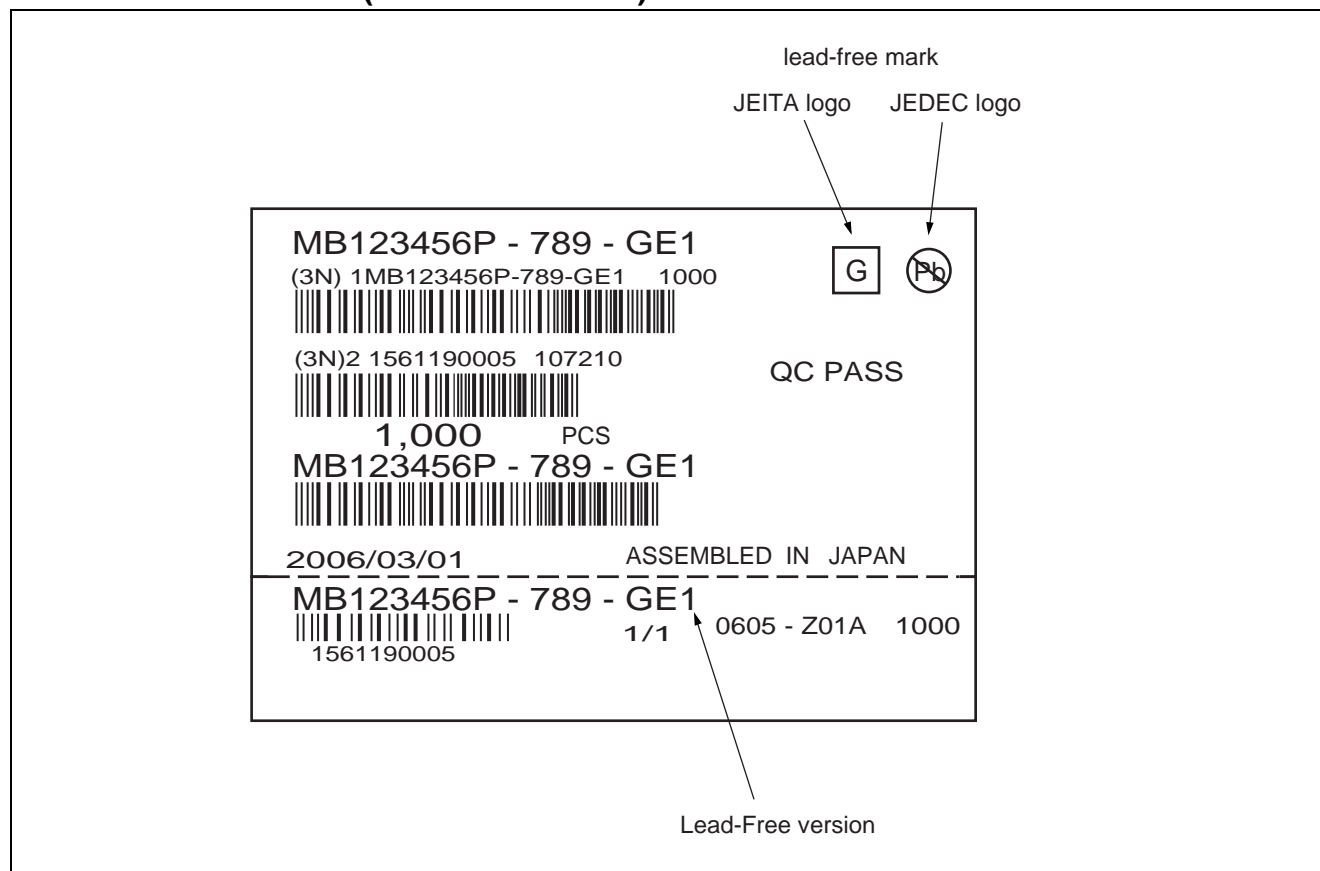 lead-free mark
JEITA logo JEDEC logo
MB123456P - 789 - GE1
(3N) 1MB123456P-789-GE1 1000
G Pb
(3N)2 1561190005 107210
QC PASS
1,000 PCS
MB123456P - 789 - GE1
2006/03/01 ASSEMBLED IN JAPAN
MB123456P - 789 - GE1
1/1 0605 - Z01A 1000
1561190005
Lead-Free version